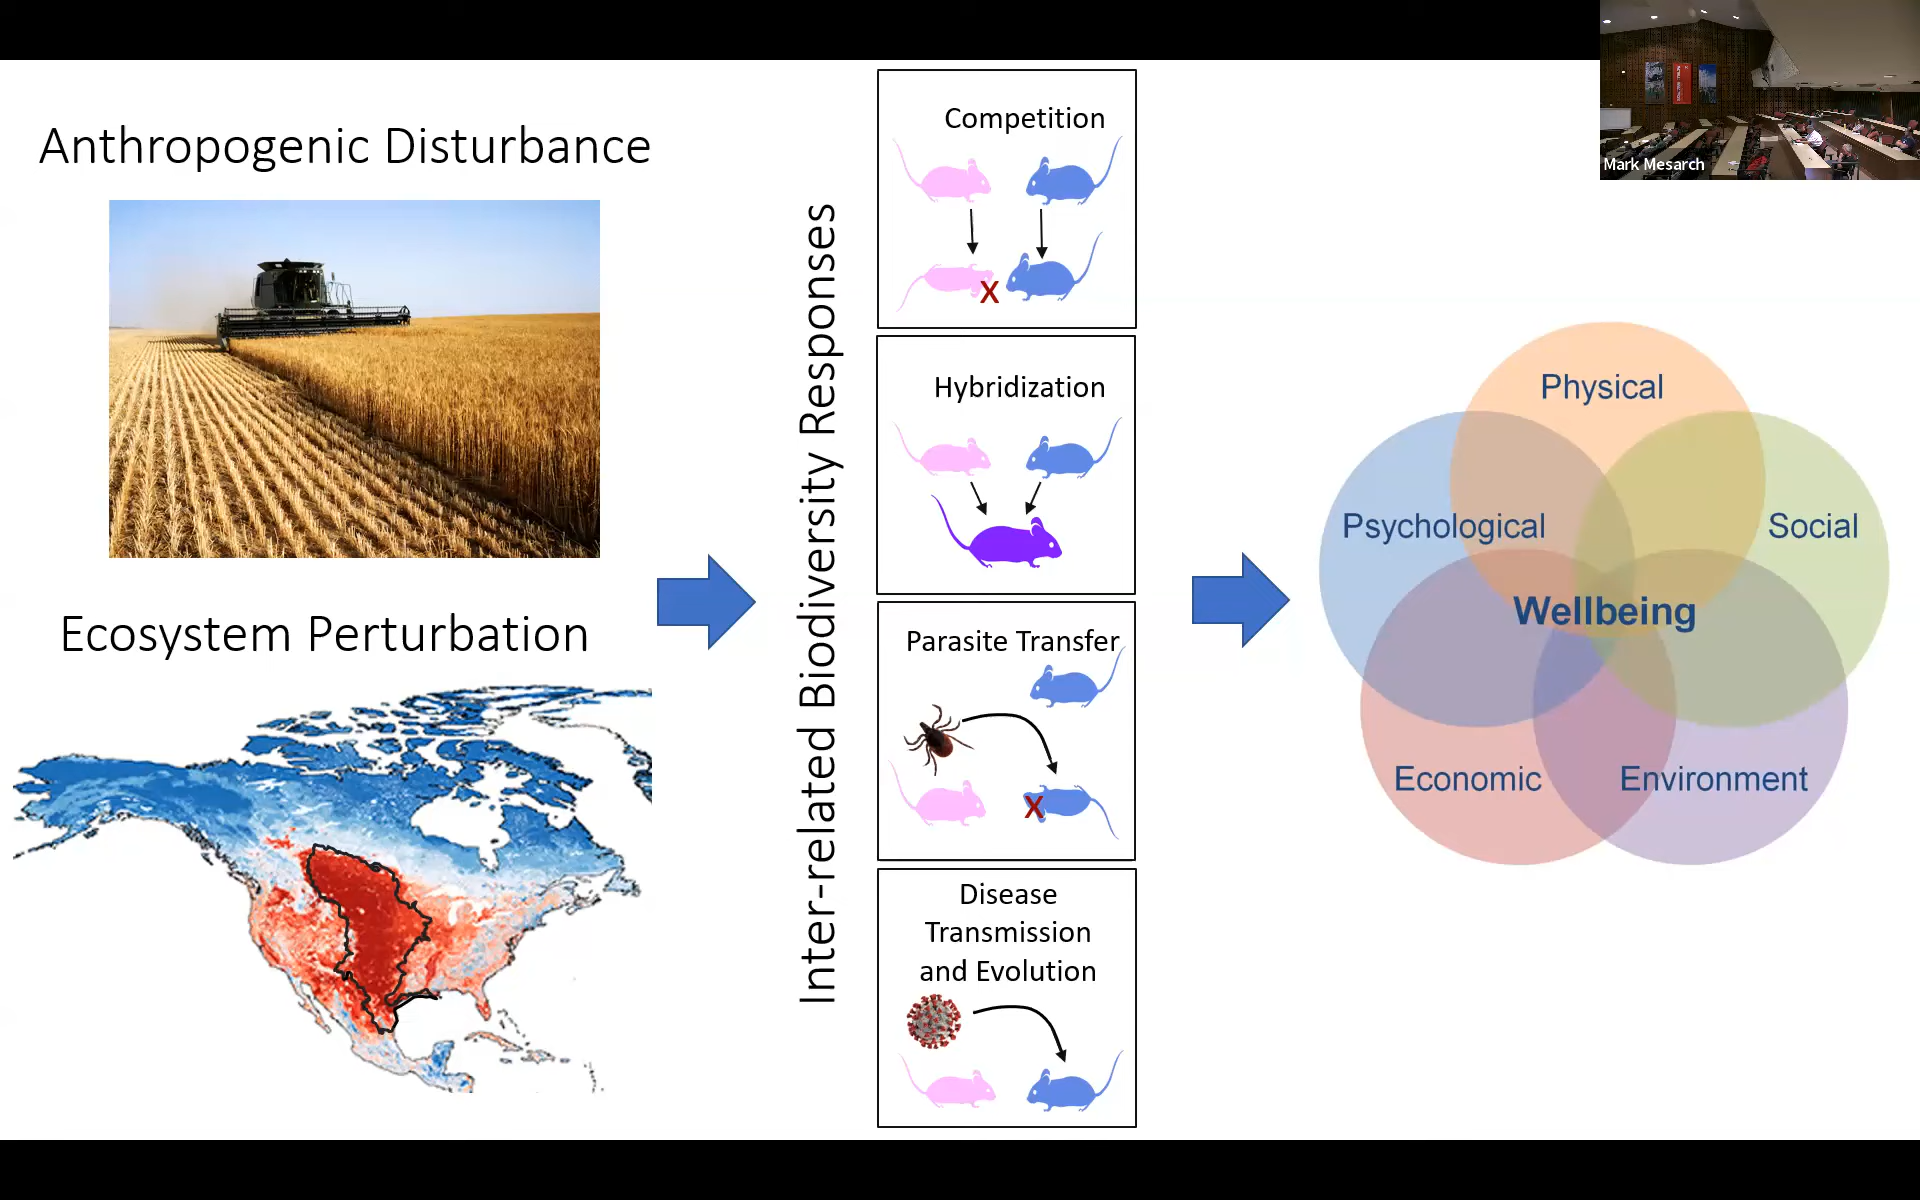 Anthropogenic Disturbance
Ecosystem Perturbation
Inter-related Biodiversity Responses
Competition
X
Hybridization
Parasite Transfer
X
Disease
Transmission
and Evolution
Physical
Psychological
Social
Wellbeing
Economic
Environment
Mark Mesarch